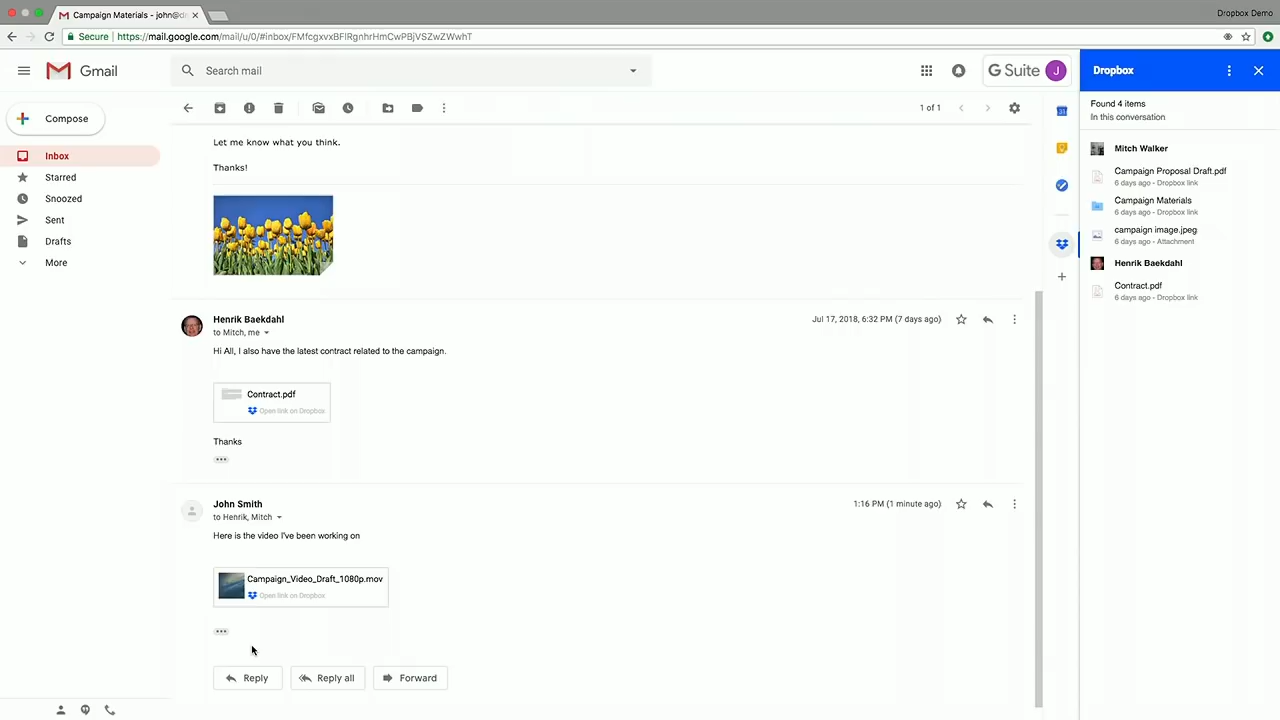 Campaign Materials - john@d
Dropbox Demo
Secure
https://mail.google.com/mail/u/0/#inbox/FMfcgxvxBFlRgnhrHmCwPBjVSZwZWwhT
Gmail
Search mail
G Suite
J
Dropbox
Compose
1 of 1
Found 4 items
In this conversation
Inbox
Starred
Snoozed
Sent
Drafts
More
Let me know what you think.
Thanks!
Henrik Baekdahl
to Mitch, me
Jul 17, 2018, 6:32 PM (7 days ago)
Hi All, I also have the latest contract related to the campaign.
Contract.pdf
Open link on Dropbox
Thanks
John Smith
to Henrik, Mitch
1:16 PM (1 minute ago)
Here is the video I've been working on
Campaign_Video_Draft_1080p.mov
Open link on Dropbox
Reply
Reply all
Forward
31
Mitch Walker
Campaign Proposal Draft.pdf
6 days ago - Dropbox link
Campaign Materials
6 days ago - Dropbox link
campaign image.jpeg
6 days ago - Attachment
Henrik Baekdahl
Contract.pdf
6 days ago - Dropbox link